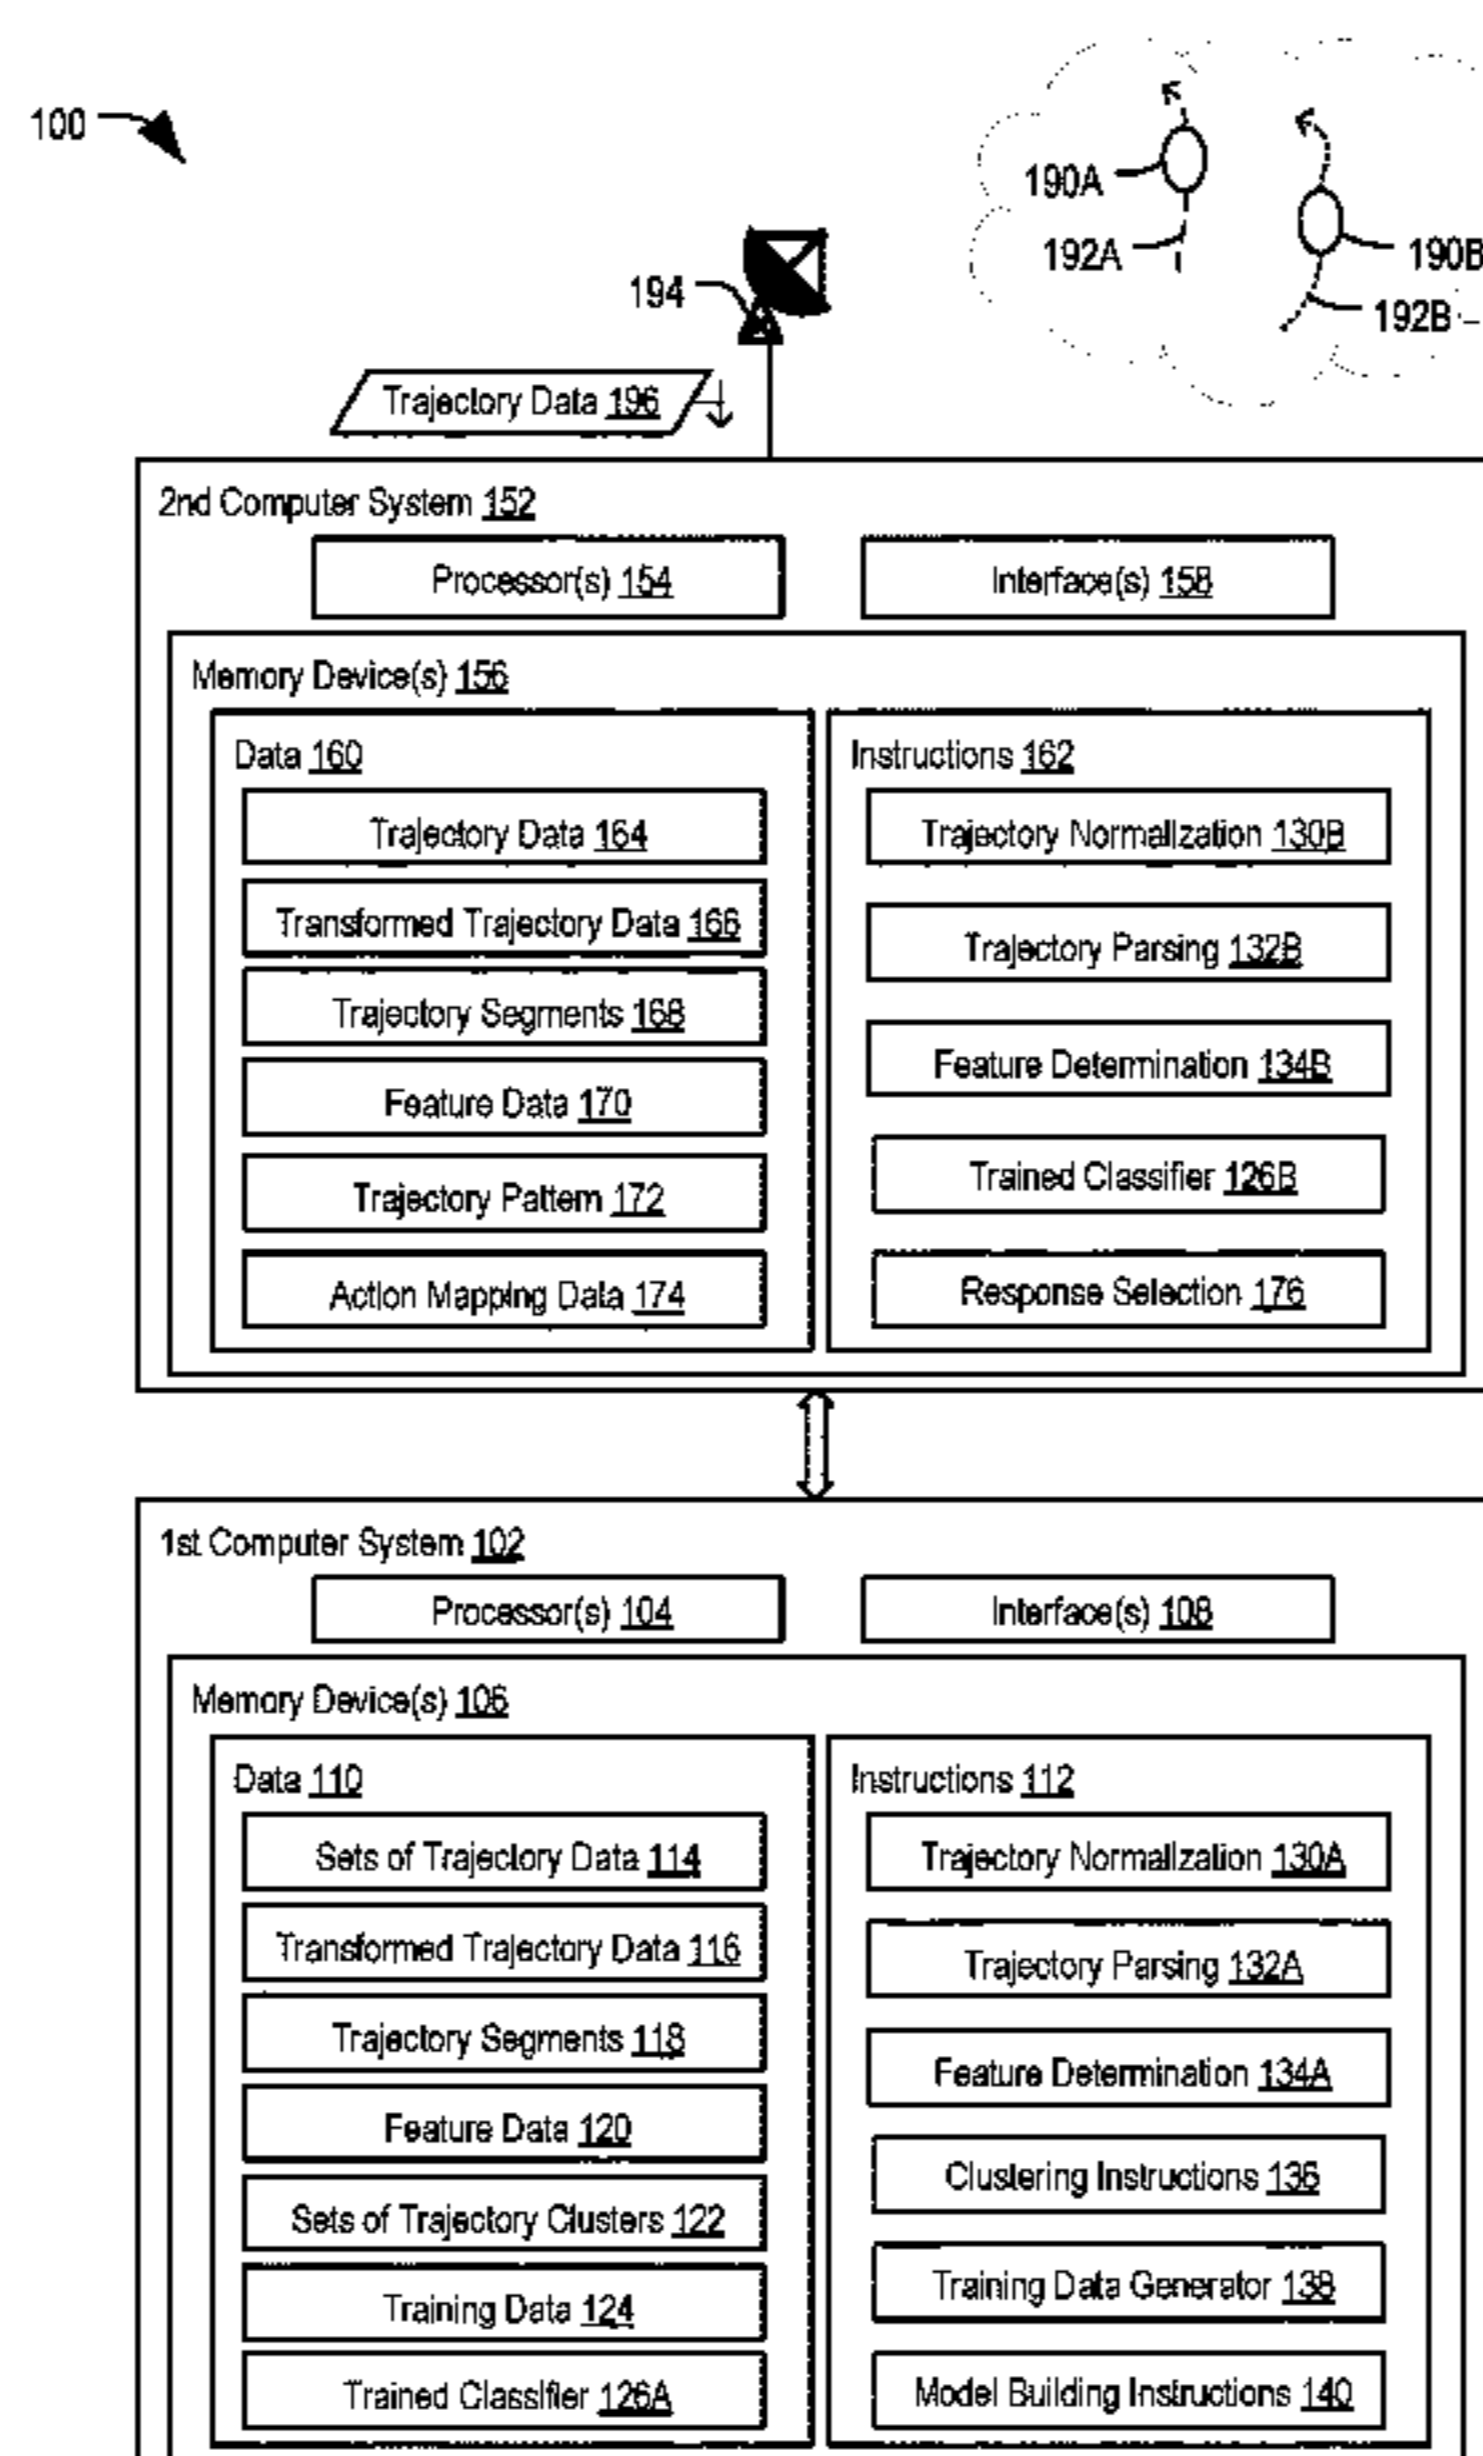 100
190A
192A
190B
192B
194
Trajectory Data 196
2nd Computer System 152
Processor(s) 154
Interface(s) 158
Memory Device(s) 156
Data 160
Trajectory Data 164
Transformed Trajectory Data 166
Trajectory Segments 168
Feature Data 170
Trajectory Pattern 172
Action Mapping Data 174
Instructions 162
Trajectory Normalization 130B
Trajectory Parsing 132B
Feature Determination 134B
Trained Classifier 126B
Response Selection 176
1st Computer System 102
Processor(s) 104
Interface(s) 108
Memory Device(s) 106
Data 110
Sets of Trajectory Data 114
Transformed Trajectory Data 116
Trajectory Segments 118
Feature Data 120
Sets of Trajectory Clusters 122
Training Data 124
Trained Classifier 126A
Instructions 112
Trajectory Normalization 130A
Trajectory Parsing 132A
Feature Determination 134A
Clustering Instructions 136
Training Data Generator 138
Model Building Instructions 140